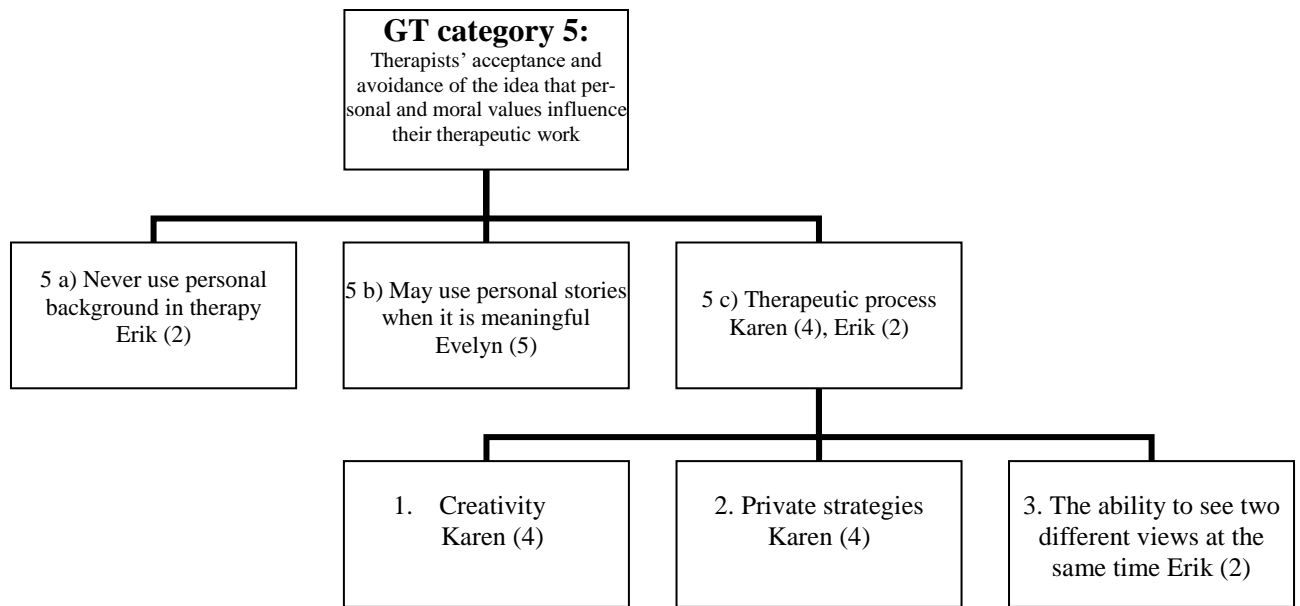 GT category 5:
Therapists’ acceptance and
avoidance of the idea that per-
sonal and moral values influence
their therapeutic work
5 a) Never use personal
background in therapy
Erik (2)
5 b) May use personal stories
when it is meaningful
Evelyn (5)
5 c) Therapeutic process
Karen (4), Erik (2)
1. Creativity
Karen (4)
2. Private strategies
Karen (4)
3. The ability to see two
different views at the
same time Erik (2)